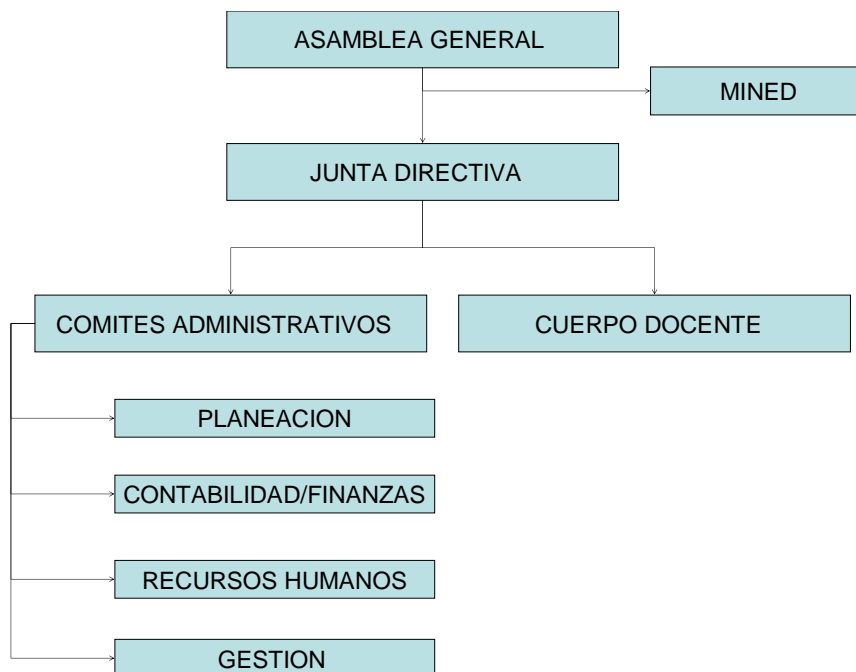 ASAMBLEA GENERAL
MINED
JUNTA DIRECTIVA
COMITES ADMINISTRATIVOS
CUERPO DOCENTE
PLANEACION
CONTABILIDAD/FINANZAS
RECURSOS HUMANOS
GESTION